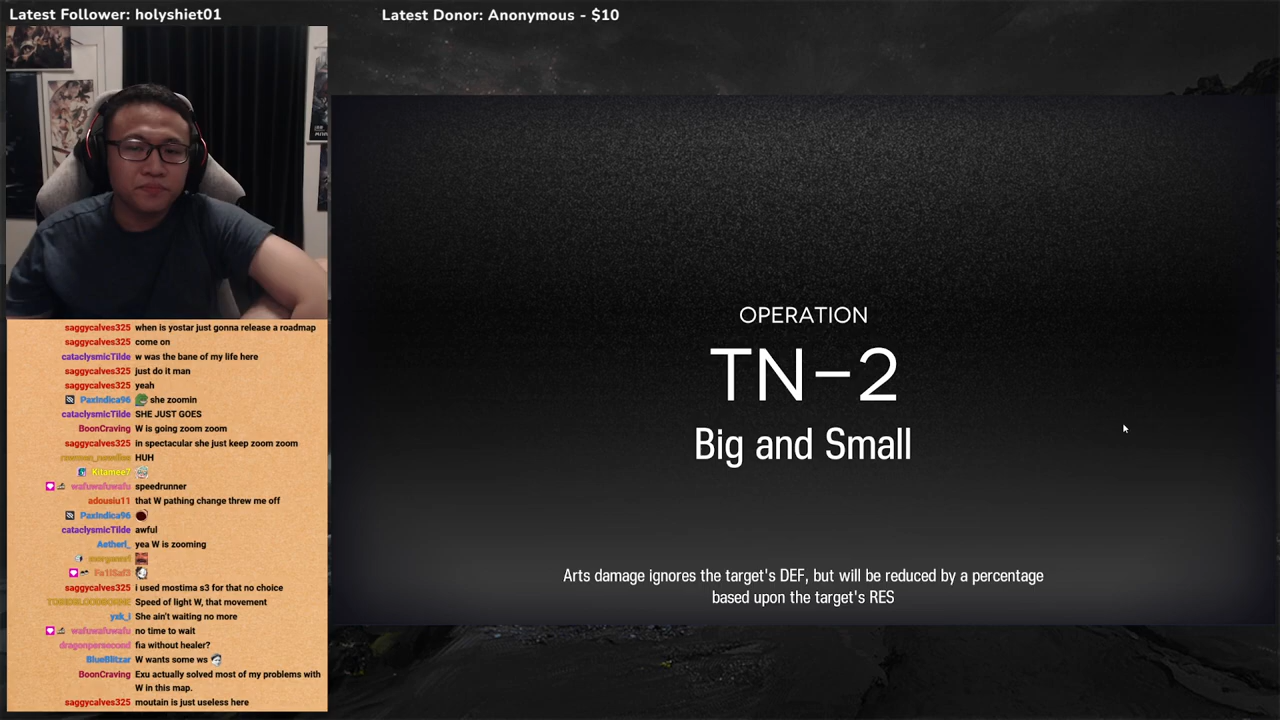 Latest Follower: holyshiet01
Latest Donor: Anonymous - $10
saggycalves325 when is yostar just gonna release a roadmap
saggycalves325 come on
cataclysmicTilde w was the bane of my life here
saggycalves325 just do it man
saggycalves325 yeah
PaxIndica96 she zoomin
cataclysmicTilde SHE JUST GOES
BoonCraving W is going zoom zoom
saggycalves325 in spectacular she just keep zoom zoom
HUH
Kitamee7
wafuwafuwafu speedrunner
adousiu11 that W pathing change threw me off
PaxIndica96
cataclysmicTilde awful
Aetherl_ yea W is zooming
saggycalves325 i used mostima s3 for that no choice
Speed of light W, that movement
yxk_i She ain't waiting no more
wafuwafuwafu no time to wait
dragonpersecond fia without healer?
BlueBlitzar W wants some ws
BoonCraving Exu actually solved most of my problems with
W in this map.
saggycalves325 moutain is just useless here
OPERATION
TN-2
Big and Small
Arts damage ignores the target's DEF, but will be reduced by a percentage
based upon the target's RES